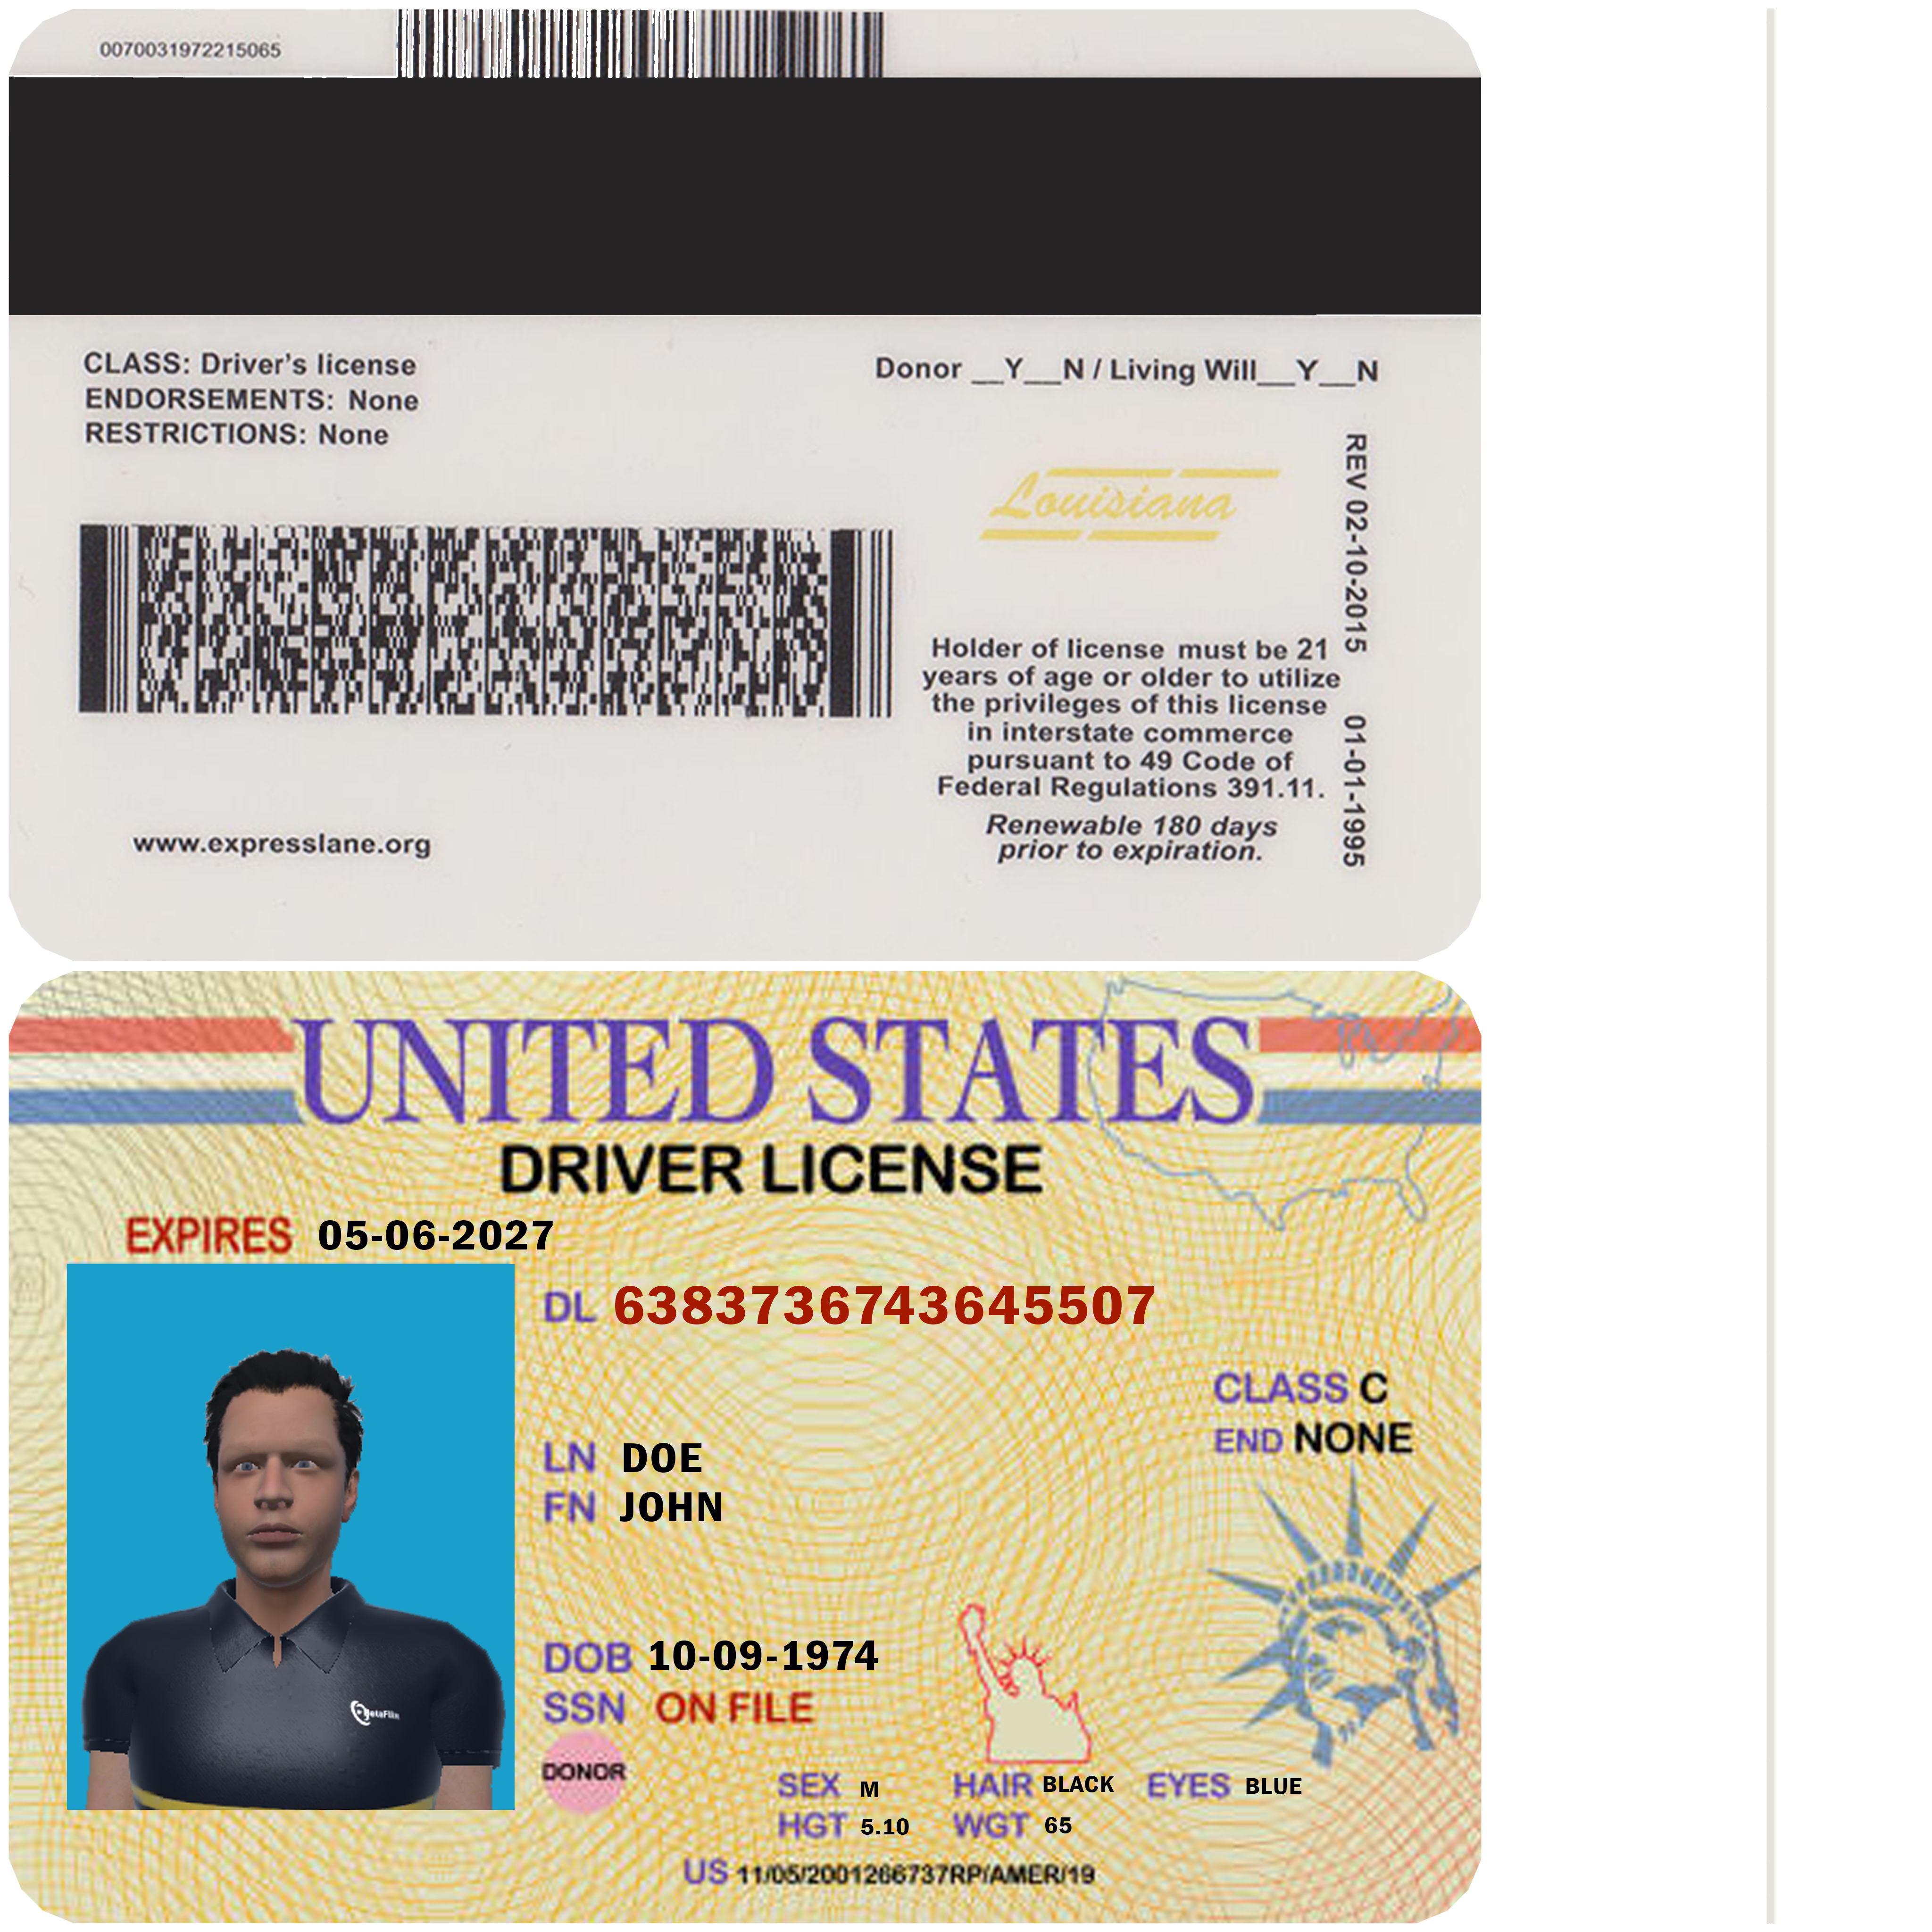 0070031972215065
CLASS: Driver's license
ENDORSEMENTS: None
RESTRICTIONS: None
Donor __Y__N / Living Will__Y__N
Louisiana
REV 02-10-2015 01-01-1995
Holder of license must be 21
years of age or older to utilize
the privileges of this license
in interstate commerce
pursuant to 49 Code of
Federal Regulations 391.11.
Renewable 180 days
prior to expiration.
www.expresslane.org
UNITED STATES
DRIVER LICENSE
EXPIRES 05-06-2027
DL 6383736743645507
CLASS C
END NONE
LN DOE
FN JOHN
DOB 10-09-1974
SSN ON FILE
DONOR
SEX M HAIR BLACK EYES BLUE
HGT 5.10 WGT 65
US 11/05/2001266737RP/AMER/19